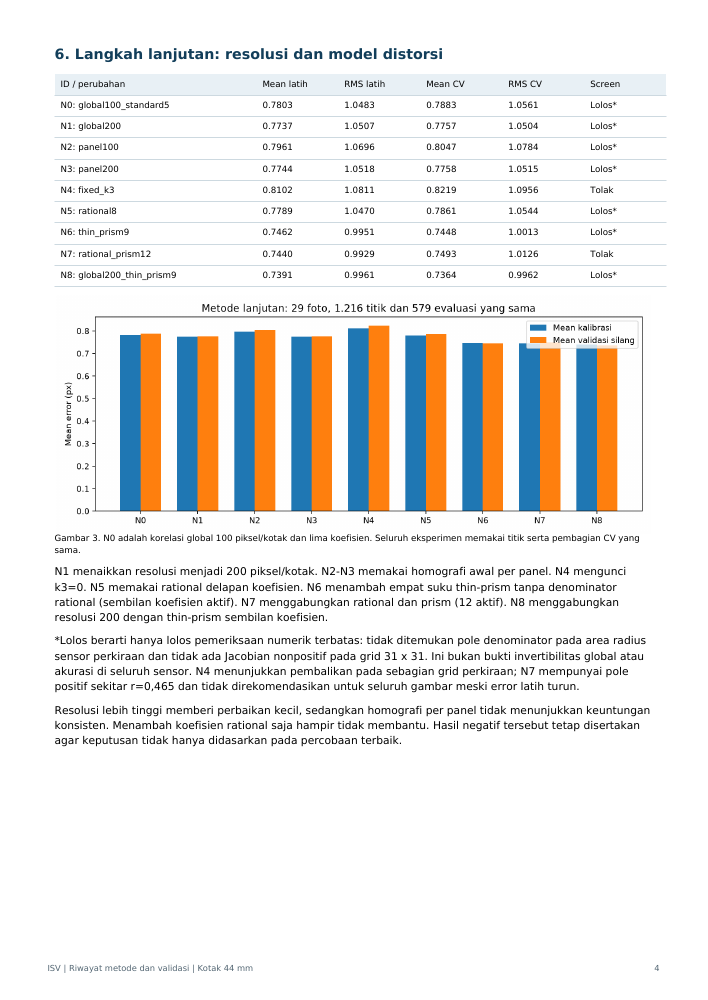 6. Langkah lanjutan: resolusi dan model distorsi
ID / perubahan Mean latih RMS latih Mean CV RMS CV Screen
N0: global100_standard5 0.7803 1.0483 0.7883 1.0561 Lolos*
N1: global200 0.7737 1.0507 0.7757 1.0504 Lolos*
N2: panel100 0.7961 1.0696 0.8047 1.0784 Lolos*
N3: panel200 0.7744 1.0518 0.7758 1.0515 Lolos*
N4: fixed_k3 0.8102 1.0811 0.8219 1.0956 Tolak
N5: rational8 0.7789 1.0470 0.7861 1.0544 Lolos*
N6: thin_prism9 0.7462 0.9951 0.7448 1.0013 Lolos*
N7: rational_prism12 0.7440 0.9929 0.7493 1.0126 Tolak
N8: global200_thin_prism9 0.7391 0.9961 0.7364 0.9962 Lolos*
Metode lanjutan: 29 foto, 1.216 titik dan 579 evaluasi yang sama
Mean kalibrasi
Mean validasi silang
Mean error (px)
0.8
0.7
0.6
0.5
0.4
0.3
0.2
0.1
0.0
N0 N1 N2 N3 N4 N5 N6 N7 N8
Gambar 3. N0 adalah korelasi global 100 piksel/kotak dan lima koefisien. Seluruh eksperimen memakai titik serta pembagian CV yang
sama.
N1 menaikkan resolusi menjadi 200 piksel/kotak. N2-N3 memakai homografi awal per panel. N4 mengunci
k3=0. N5 memakai rational delapan koefisien. N6 menambah empat suku thin-prism tanpa denominator
rational (sembilan koefisien aktif). N7 menggabungkan rational dan prism (12 aktif). N8 menggabungkan
resolusi 200 dengan thin-prism sembilan koefisien.
*Lolos berarti hanya lolos pemeriksaan numerik terbatas: tidak ditemukan pole denominator pada area radius
sensor perkiraan dan tidak ada Jacobian nonpositif pada grid 31 x 31. Ini bukan bukti invertibilitas global atau
akurasi di seluruh sensor. N4 menunjukkan pembalikan pada sebagian grid perkiraan; N7 mempunyai pole
positif sekitar r=0,465 dan tidak direkomendasikan untuk seluruh gambar meski error latih turun.
Resolusi lebih tinggi memberi perbaikan kecil, sedangkan homografi per panel tidak menunjukkan keuntungan
konsisten. Menambah koefisien rational saja hampir tidak membantu. Hasil negatif tersebut tetap disertakan
agar keputusan tidak hanya didasarkan pada percobaan terbaik.
ISV | Riwayat metode dan validasi | Kotak 44 mm 4